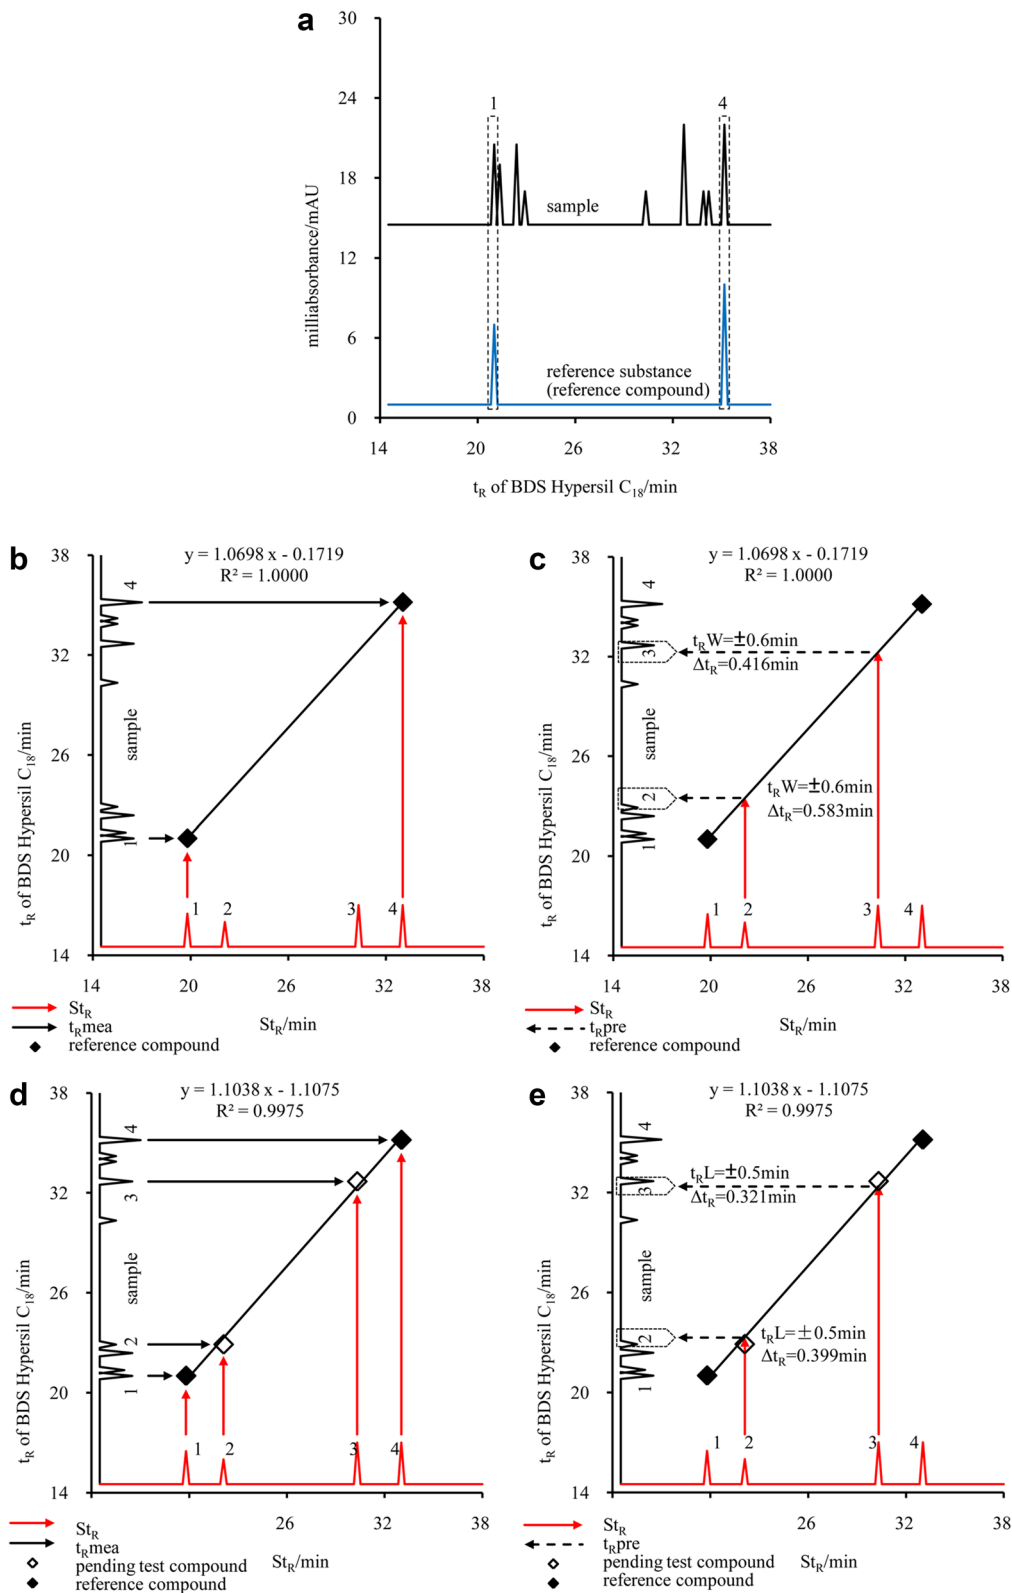 a
30
24
18
12
6
0
milliabsorbance/mAU
1
4
sample
reference substance
(reference compound)
14
20
26
32
38
tR of BDS Hypersil C18/min
b
y = 1.0698 x - 0.1719
R² = 1.0000
38
32
26
20
14
tR of BDS Hypersil C18/min
4
sample
1
1
2
3
4
14
20
26
32
38
StR/min
StR
tRmea
reference compound
c
y = 1.0698 x - 0.1719
R² = 1.0000
38
32
26
20
14
tR of BDS Hypersil C18/min
4
3
sample
2
1
tRW=±0.6min
ΔtR=0.416min
tRW=±0.6min
ΔtR=0.583min
1
2
3
4
14
20
26
32
38
StR/min
StR
tRpre
reference compound
d
y = 1.1038 x - 1.1075
R² = 0.9975
38
32
26
20
14
tR of BDS Hypersil C18/min
4
3
sample
2
1
1
2
3
4
26
38
StR/min
StR
tRmea
pending test compound
reference compound
e
y = 1.1038 x - 1.1075
R² = 0.9975
38
32
26
20
14
tR of BDS Hypersil C18/min
4
3
sample
2
1
tRL=±0.5min
ΔtR=0.321min
tRL=±0.5min
ΔtR=0.399min
1
2
3
4
26
38
StR/min
StR
tRpre
pending test compound
reference compound